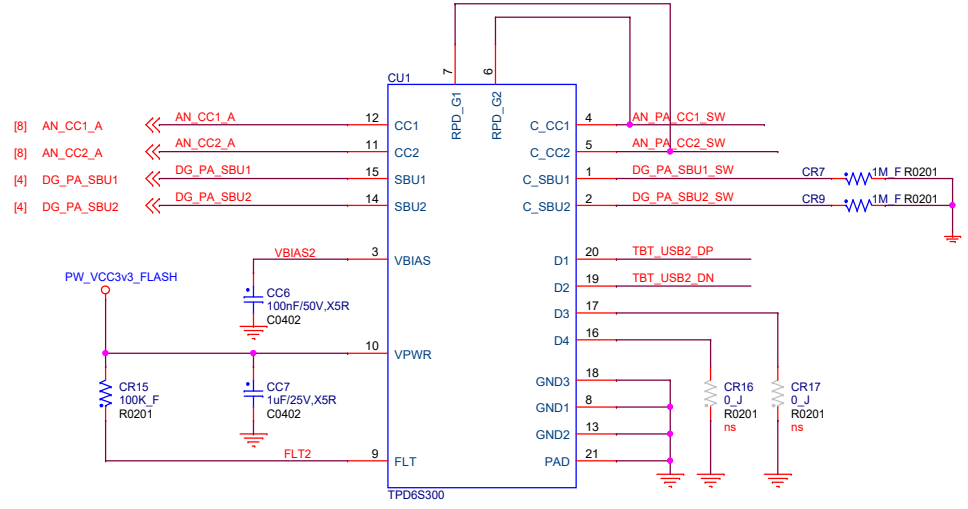 7
6
CU1
RPD_G1
RPD_G2
[8] AN_CC1_A
AN_CC1_A
12
CC1
C_CC1
4
AN_PA_CC1_SW
[8] AN_CC2_A
AN_CC2_A
11
CC2
C_CC2
5
AN_PA_CC2_SW
[4] DG_PA_SBU1
DG_PA_SBU1
15
SBU1
C_SBU1
1
DG_PA_SBU1_SW
CR7
1M_F R0201
[4] DG_PA_SBU2
DG_PA_SBU2
14
SBU2
C_SBU2
2
DG_PA_SBU2_SW
CR9
1M_F R0201
VBIAS2
3
VBIAS
D1
20
TBT_USB2_DP
PW_VCC3v3_FLASH
D2
19
TBT_USB2_DN
CC6
100nF/50V,X5R
C0402
D3
17
D4
16
10
VPWR
CR15
100K_F
R0201
CC7
1uF/25V,X5R
C0402
GND3
18
GND1
8
GND2
13
CR16
0_J
R0201
ns
CR17
0_J
R0201
ns
FLT2
9
FLT
PAD
21
TPD6S300